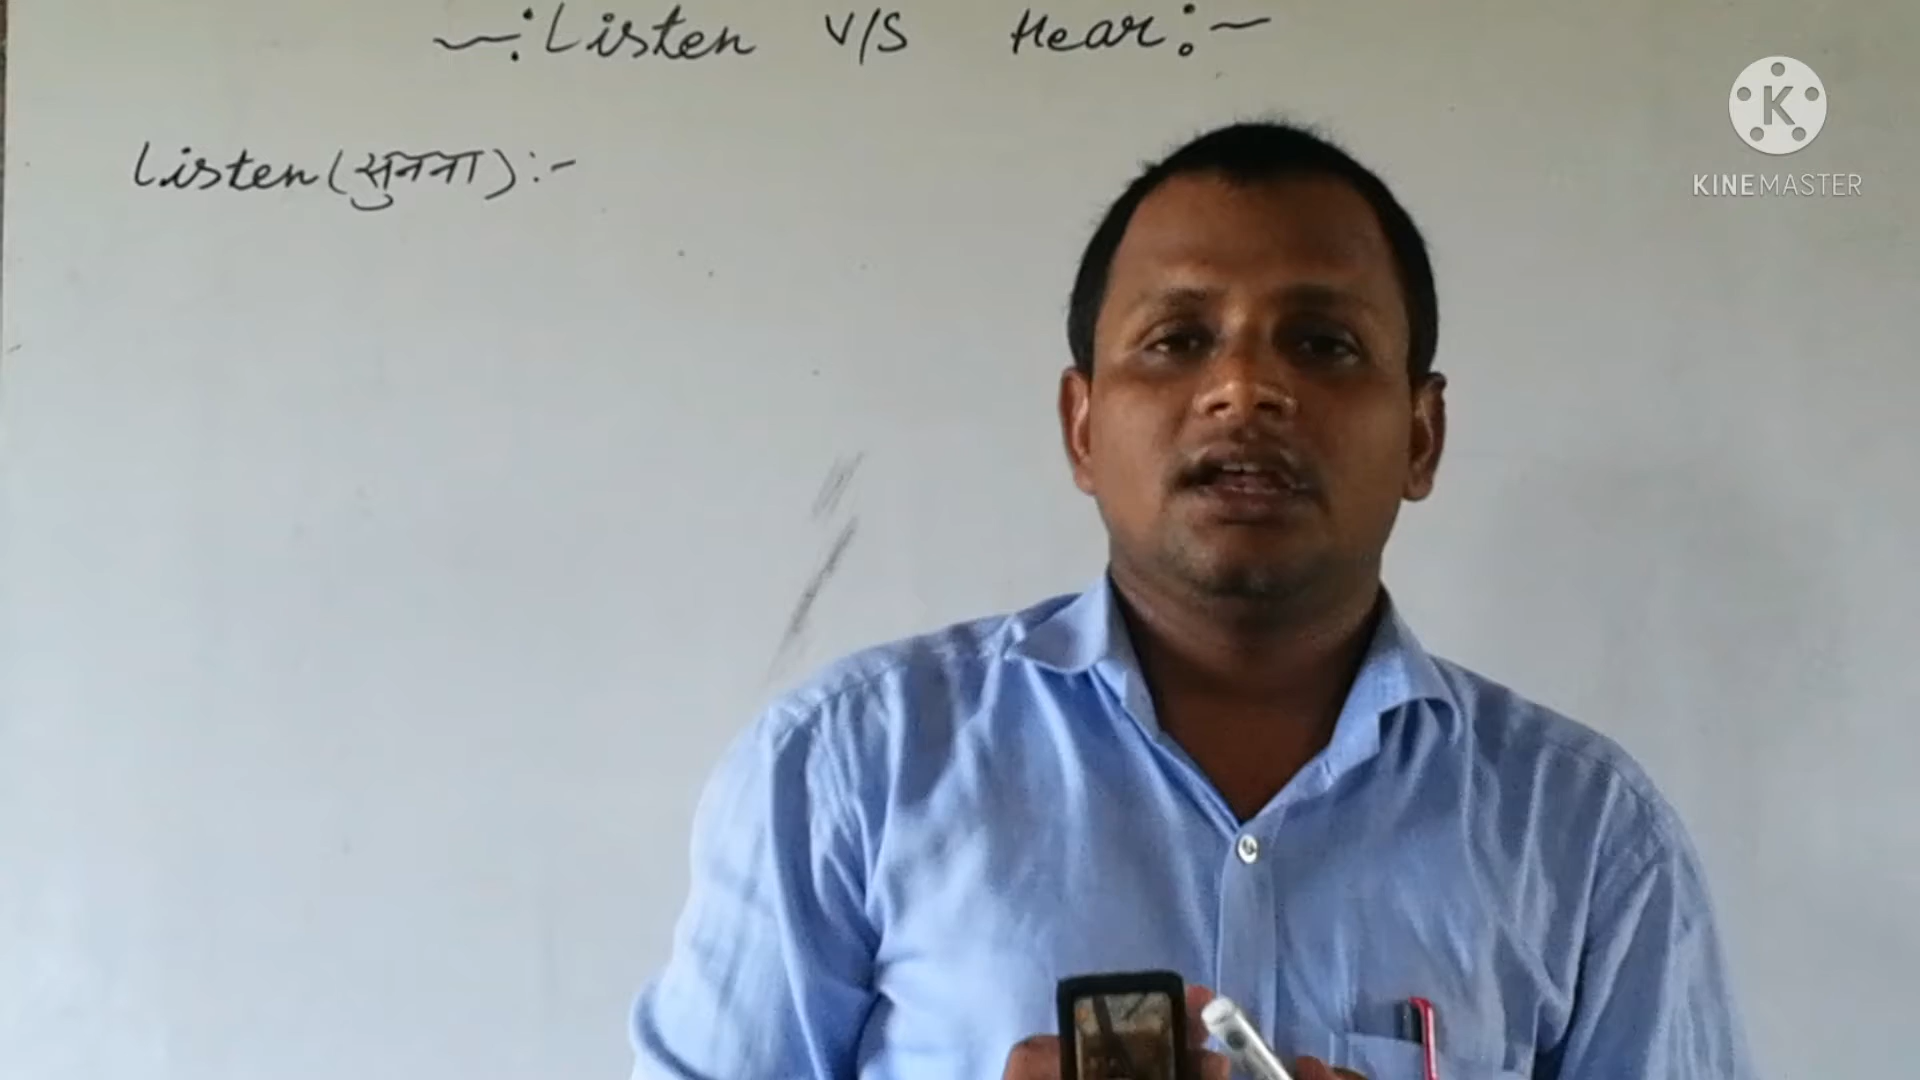 ~: Listen V/S Hear :~
Listen (सुनना) :-
K
KINEMASTER